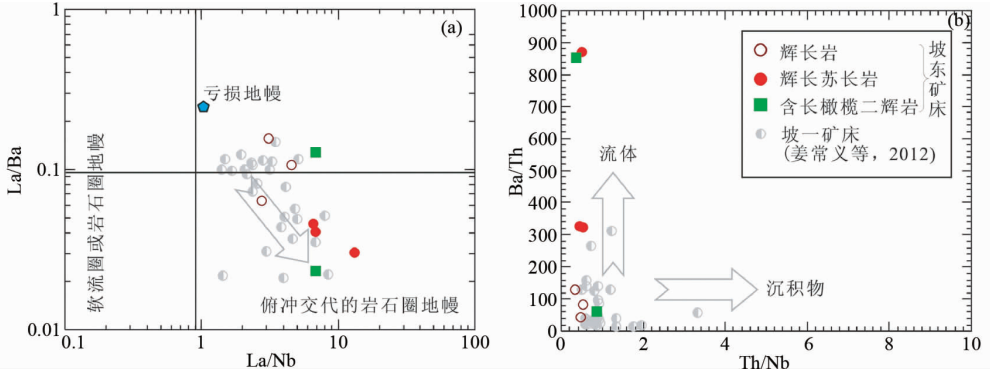 (a)
1
0.1
0.01
La/Ba
软流圈或岩石圈地幔
亏损地幔
俯冲交代的岩石圈地幔
0.1
1
10
100
La/Nb
(b)
1000
900
800
700
600
500
400
300
200
100
0
Ba/Th
辉长岩
辉长苏长岩
含长橄榄二辉岩
坡东矿床
坡一矿床
(姜常义等，2012)
流体
沉积物
0
2
4
6
8
10
Th/Nb